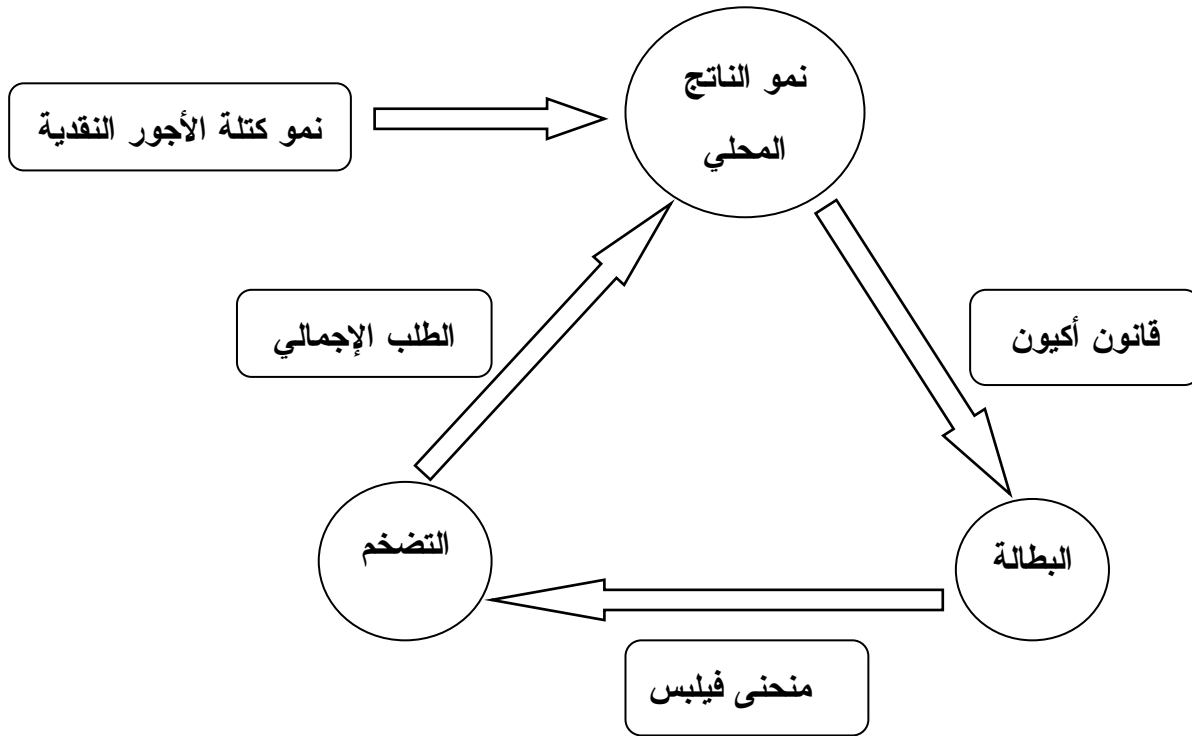 نمو الناتج
المحلي
نمو كتلة الأجور النقدية
الطلب الإجمالي
قانون أكيون
التضخم
البطالة
منحنى فيلبس